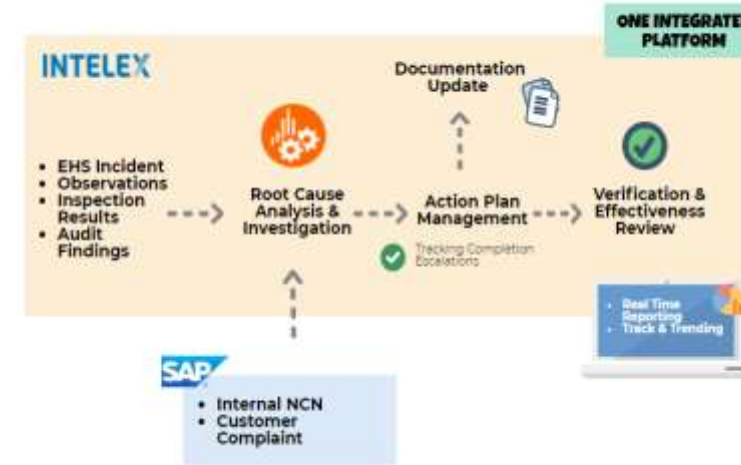 ONE INTEGRATE
PLATFORM
INTELEX
Documentation
Update
• EHS Incident
• Observations
• Inspection
Results
• Audit
Findings
Root Cause
Analysis &
Investigation
Action Plan
Management
Tracking Completion
Escalations
Verification &
Effectiveness
Review
• Real Time
Reporting
• Track & Trending
SAP
• Internal NCN
• Customer
Complaint